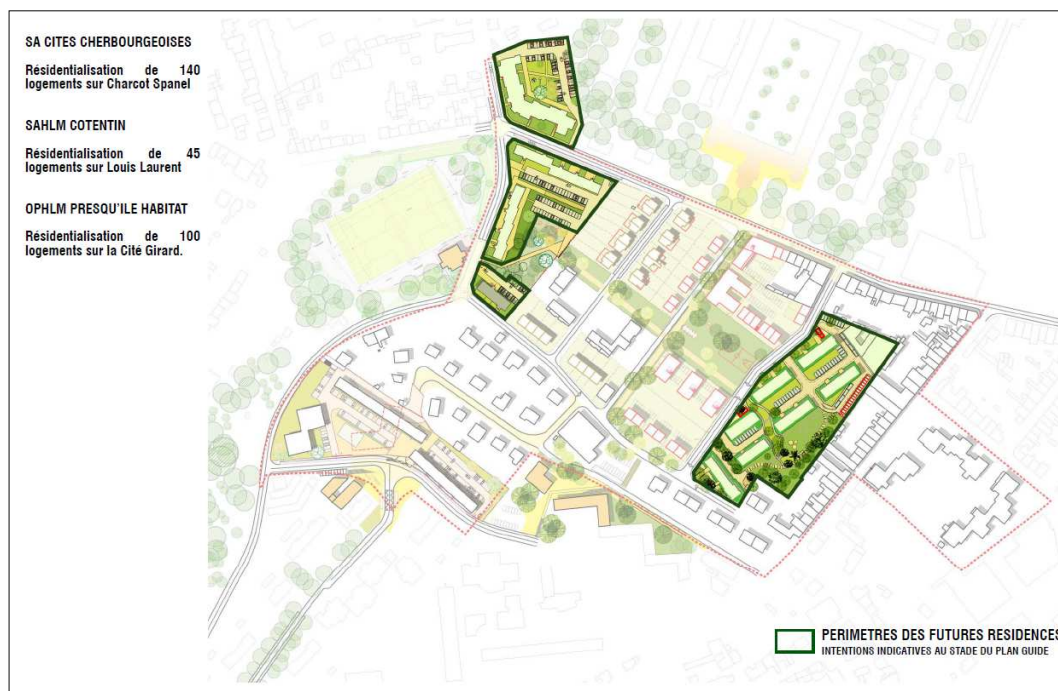 SA CITES CHERBOURGEOISES
Résidentialisation de 140
logements sur Charcot Spanel
SAHLM COTENTIN
Résidentialisation de 45
logements sur Louis Laurent
OPHLM PRESQU'ILE HABITAT
Résidentialisation de 100
logements sur la Cité Girard.
PERIMETRES DES FUTURES RESIDENCES
INTENTIONS INDICATIVES AU STADE DU PLAN GUIDE